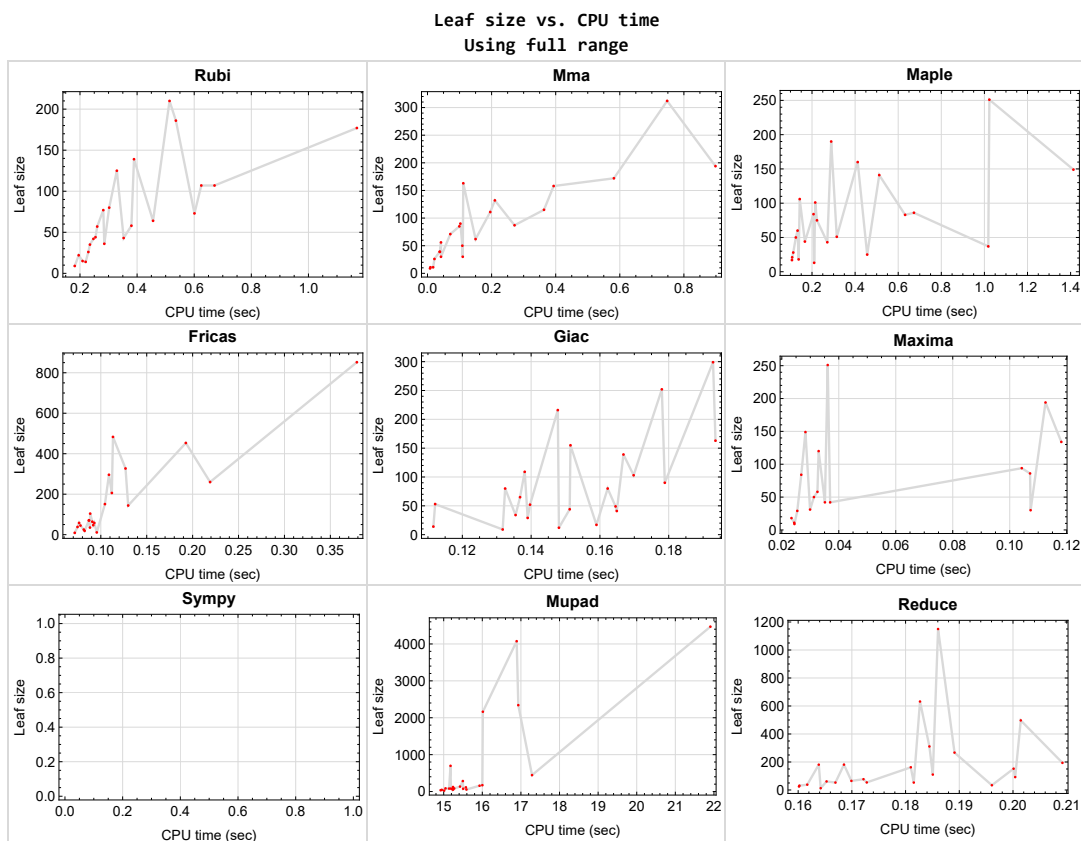 Leaf size vs. CPU time
Using full range
Rubi
200
150
100
50
0
0.2 0.4 0.6 0.8 1.0
Leaf size
CPU time (sec)
Mma
300
250
200
150
100
50
0
0.0 0.2 0.4 0.6 0.8
Leaf size
CPU time (sec)
Maple
250
200
150
100
50
0
0.2 0.4 0.6 0.8 1.0 1.2 1.4
Leaf size
CPU time (sec)
Fricas
800
600
400
200
0
0.10 0.15 0.20 0.25 0.30 0.35
Leaf size
CPU time (sec)
Giac
300
250
200
150
100
50
0
0.12 0.14 0.16 0.18
Leaf size
CPU time (sec)
Maxima
250
200
150
100
50
0
0.02 0.04 0.06 0.08 0.10 0.12
Leaf size
CPU time (sec)
Sympy
1.0
0.8
0.6
0.4
0.2
0.0
0.0 0.2 0.4 0.6 0.8 1.0
Leaf size
CPU time (sec)
Mupad
4000
3000
2000
1000
0
15 16 17 18 19 20 21 22
Leaf size
CPU time (sec)
Reduce
1200
1000
800
600
400
200
0
0.16 0.17 0.18 0.19 0.20 0.21
Leaf size
CPU time (sec)